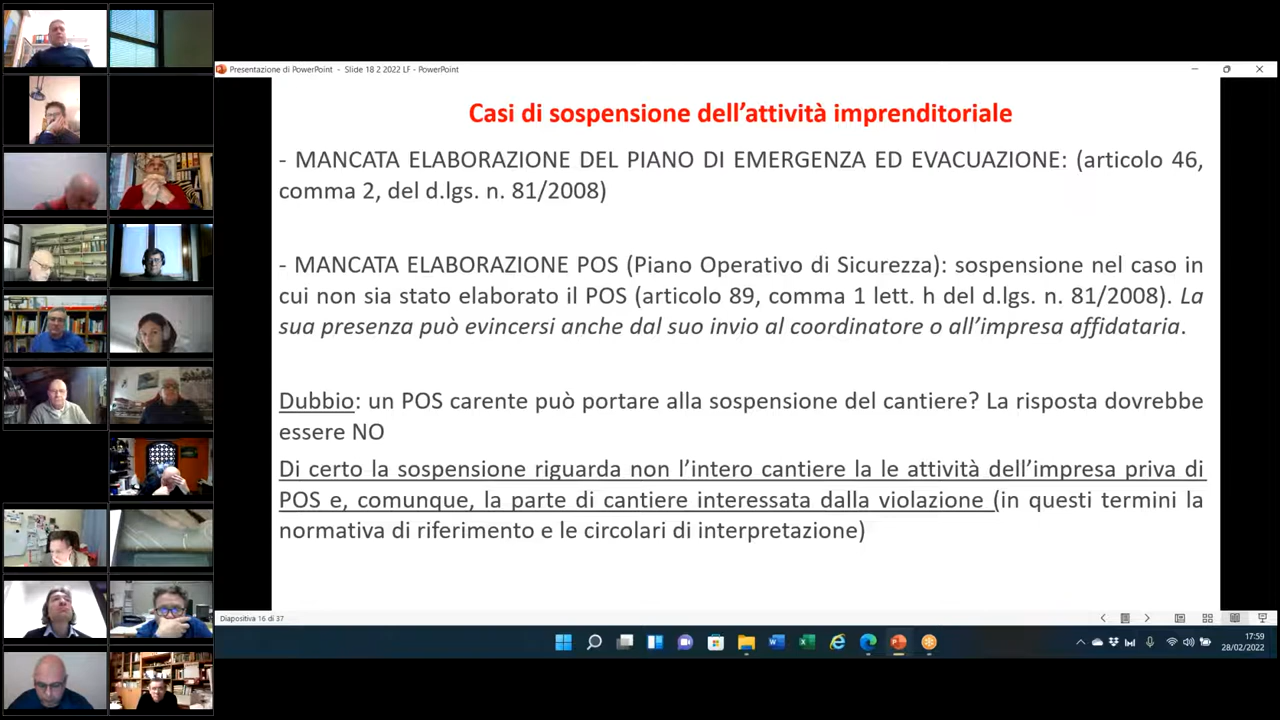 Presentazione di PowerPoint - Slide 18 2 2022 LF - PowerPoint
Casi di sospensione dell'attività imprenditoriale
- MANCATA ELABORAZIONE DEL PIANO DI EMERGENZA ED EVACUAZIONE: (articolo 46,
comma 2, del d.lgs. n. 81/2008)
- MANCATA ELABORAZIONE POS (Piano Operativo di Sicurezza): sospensione nel caso in
cui non sia stato elaborato il POS (articolo 89, comma 1 lett. h del d.lgs. n. 81/2008). La
sua presenza può evincersi anche dal suo invio al coordinatore o all'impresa affidataria.
Dubbio: un POS carente può portare alla sospensione del cantiere? La risposta dovrebbe
essere NO
Di certo la sospensione riguarda non l'intero cantiere la le attività dell'impresa priva di
POS e, comunque, la parte di cantiere interessata dalla violazione (in questi termini la
normativa di riferimento e le circolari di interpretazione)
Diapositiva 16 di 37
17:59
28/02/2022